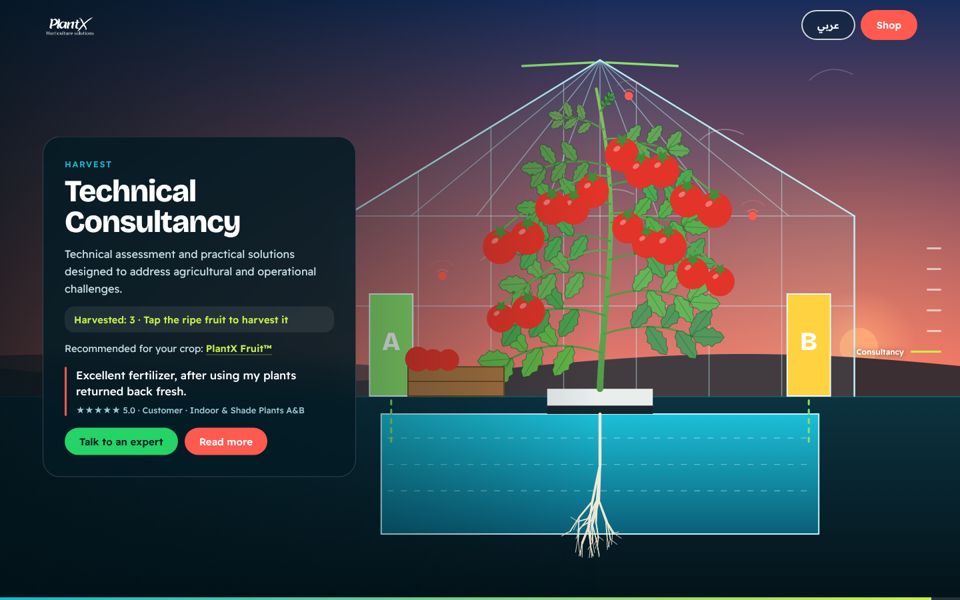 PlantX
Horticulture solutions
عربي
Shop
HARVEST
Technical
Consultancy
Technical assessment and practical solutions
designed to address agricultural and operational
challenges.
Harvested: 3 · Tap the ripe fruit to harvest it
Recommended for your crop: PlantX Fruit™
Excellent fertilizer, after using my plants
returned back fresh.
★★★★★ 5.0 · Customer · Indoor & Shade Plants A&B
Talk to an expert
Read more
A
B
Consultancy